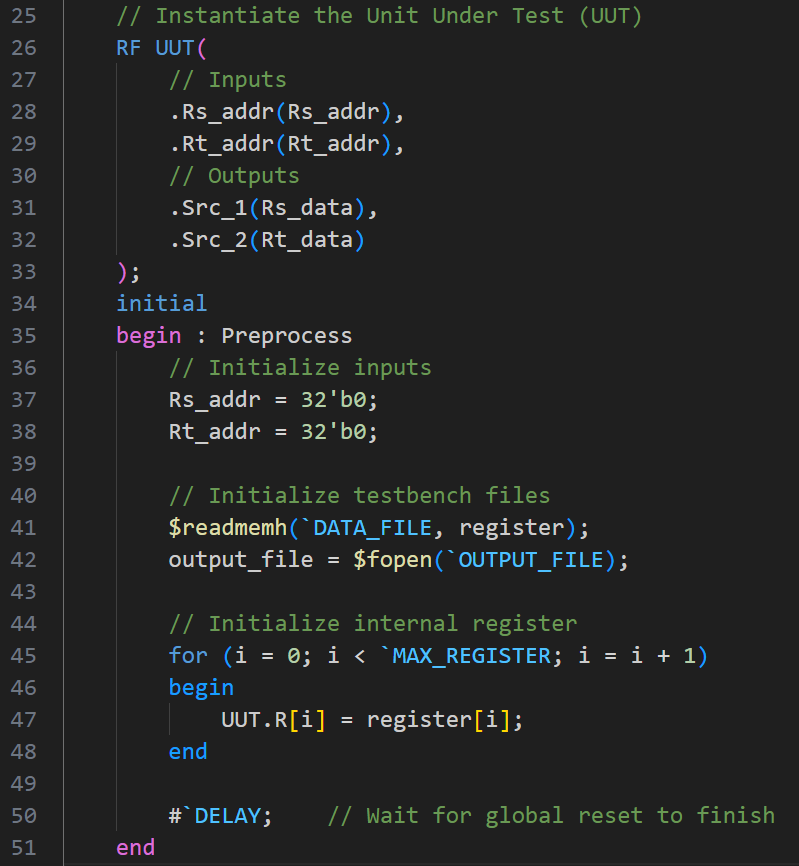 25 // Instantiate the Unit Under Test (UUT)
26 RF UUT(
27 // Inputs
28 .Rs_addr(Rs_addr),
29 .Rt_addr(Rt_addr),
30 // Outputs
31 .Src_1(Rs_data),
32 .Src_2(Rt_data)
33 );
34 initial
35 begin : Preprocess
36 // Initialize inputs
37 Rs_addr = 32'b0;
38 Rt_addr = 32'b0;
39
40 // Initialize testbench files
41 $readmemh(`DATA_FILE, register);
42 output_file = $fopen(`OUTPUT_FILE);
43
44 // Initialize internal register
45 for (i = 0; i < `MAX_REGISTER; i = i + 1)
46 begin
47 UUT.R[i] = register[i];
48 end
49
50 #`DELAY; // Wait for global reset to finish
51 end